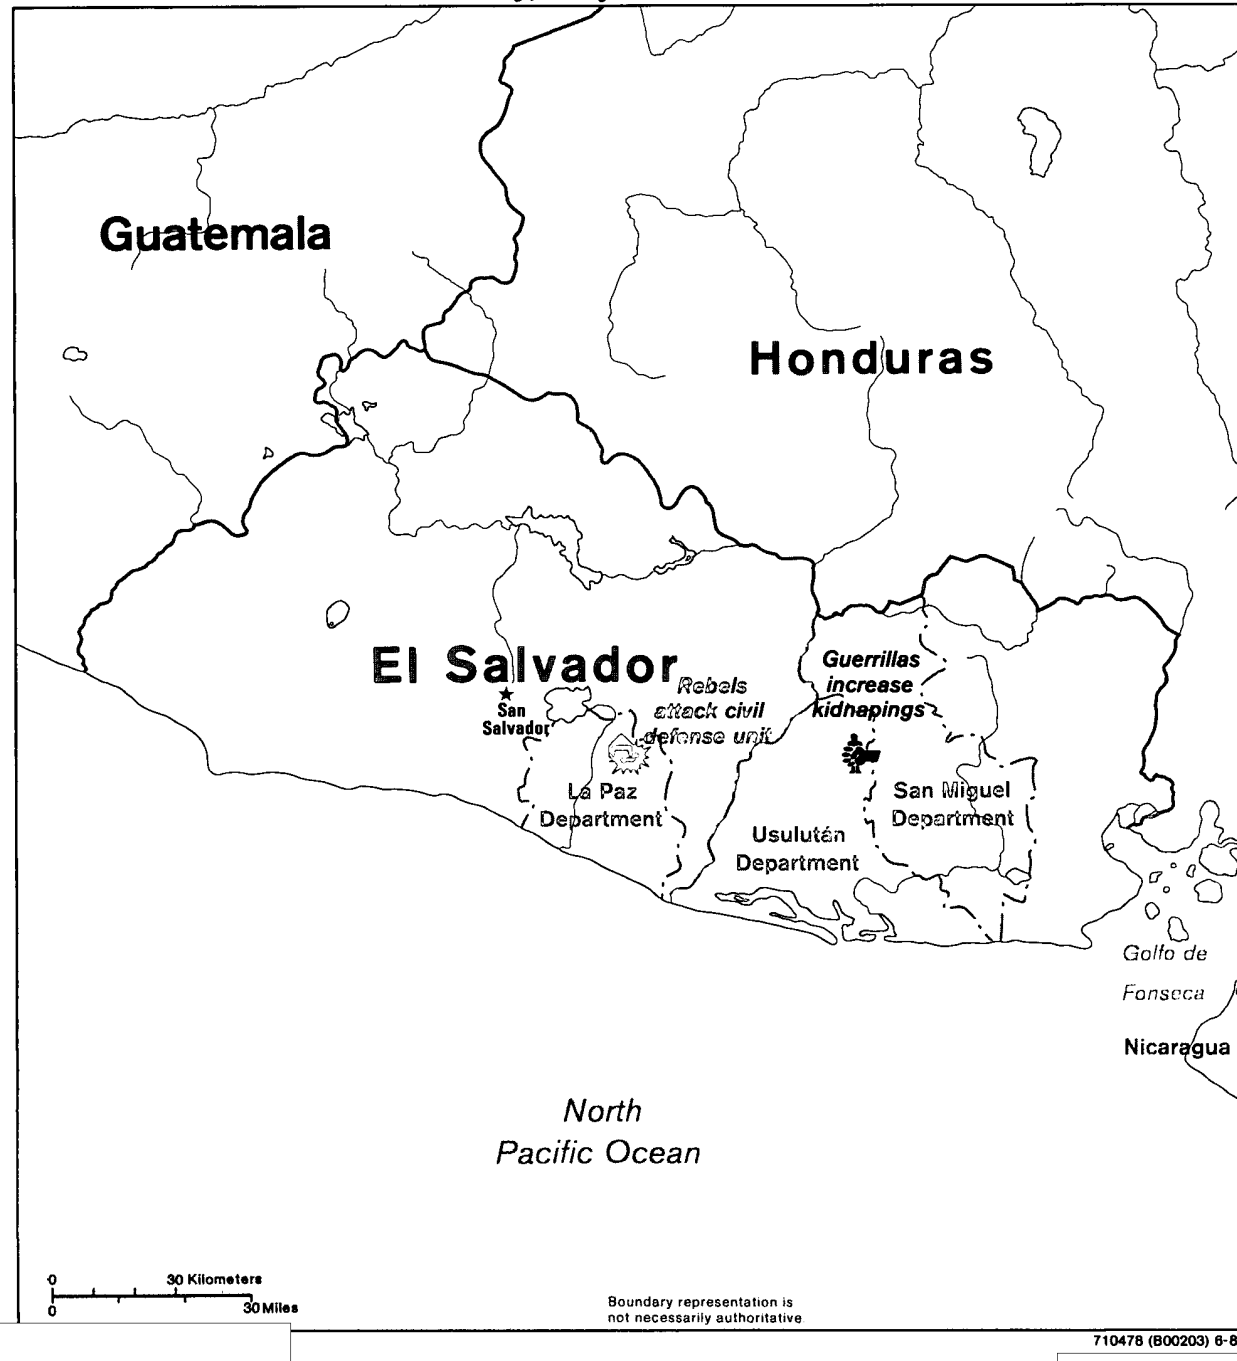 Guatemala
Honduras
El Salvador
San
Salvador
Rebels
attack civil
defense unit
Guerrillas
increase
kidnapings
La Paz
Department
San Miguel
Department
Usulután
Department
Golfo de
Fonseca
Nicaragua
North
Pacific Ocean
0 30 Kilometers
0 30 Miles
Boundary representation is
not necessarily authoritative
710478 (B00203) 6-8